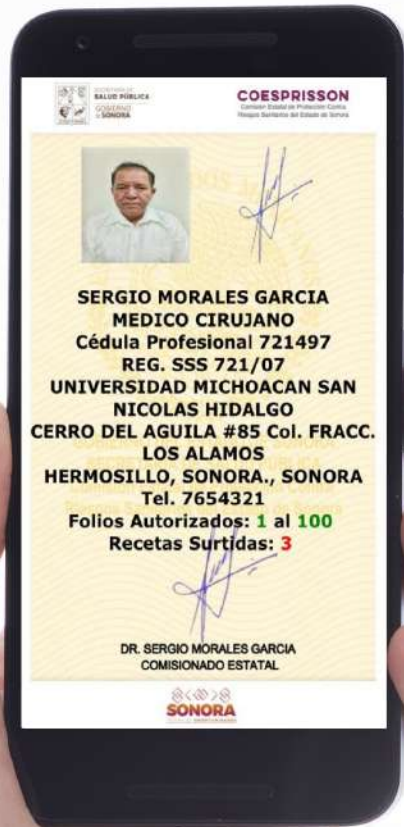 SECRETARÍA DE
SALUD PÚBLICA
GOBIERNO
DE SONORA
COESPRISSON
Comisión Estatal de Protección Contra
Riesgos Sanitarios del Estado de Sonora
SERGIO MORALES GARCIA
MEDICO CIRUJANO
Cédula Profesional 721497
REG. SSS 721/07
UNIVERSIDAD MICHOACAN SAN
NICOLAS HIDALGO
CERRO DEL AGUILA #85 Col. FRACC.
LOS ALAMOS
HERMOSILLO, SONORA., SONORA
Tel. 7654321
Folios Autorizados: 1 al 100
Recetas Surtidas: 3
DR. SERGIO MORALES GARCIA
COMISIONADO ESTATAL
SONORA